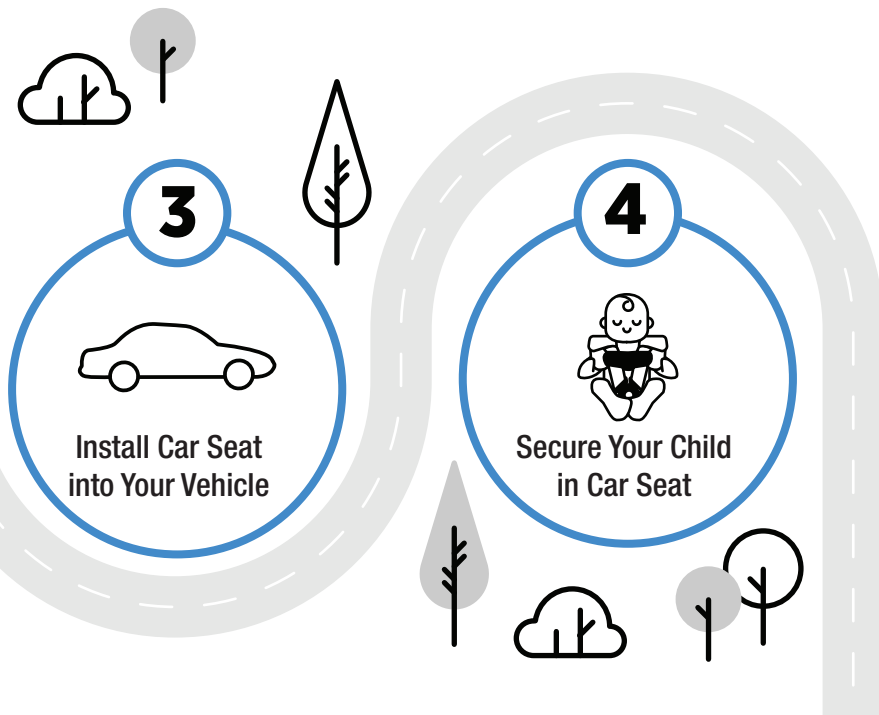 3
Install Car Seat
into Your Vehicle
4
Secure Your Child
in Car Seat